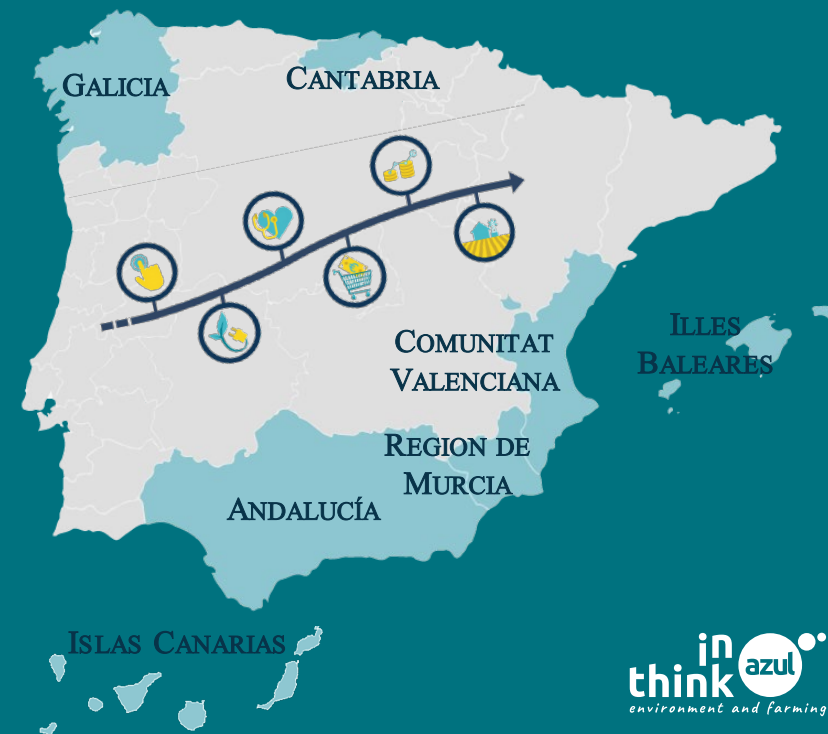 GALICIA
CANTABRIA
COMUNITAT
VALENCIANA
ILLES
BALEARES
REGION DE
MURCIA
ANDALUCÍA
ISLAS CANARIAS
in
think azul
environment and farming